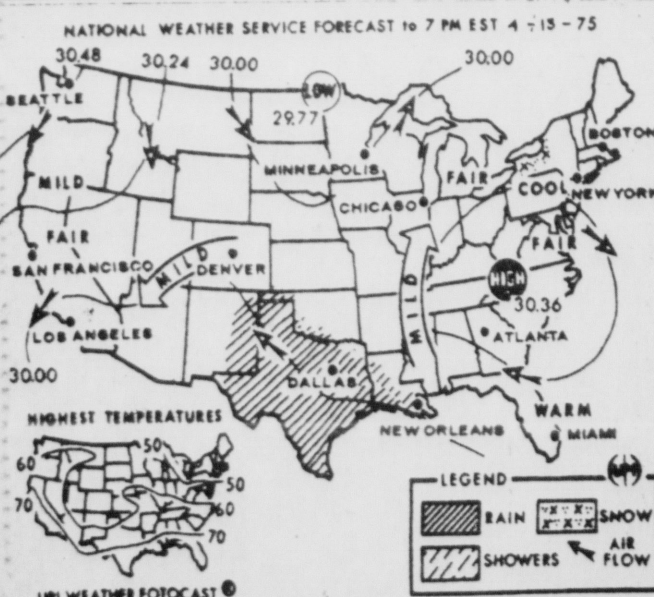 NATIONAL WEATHER SERVICE FORECAST to 7 PM EST 4-13-75
30.48
30.24
30.00
30.00
LOW
29.77
SEATTLE
BOSTON
MINNEAPOLIS
MILD
FAIR
COOL
NEW YORK
CHICAGO
FAIR
FAIR
SAN FRANCISCO
MILD
DENVER
HIGH
30.36
MILD
LOS ANGELES
ATLANTA
30.00
DALLAS
WARM
NEW ORLEANS
MIAMI
HIGHEST TEMPERATURES
50
60
50
70
60
70
LEGEND
RAIN
SNOW
SHOWERS
AIR
FLOW
UPI WEATHER FOTOCAST